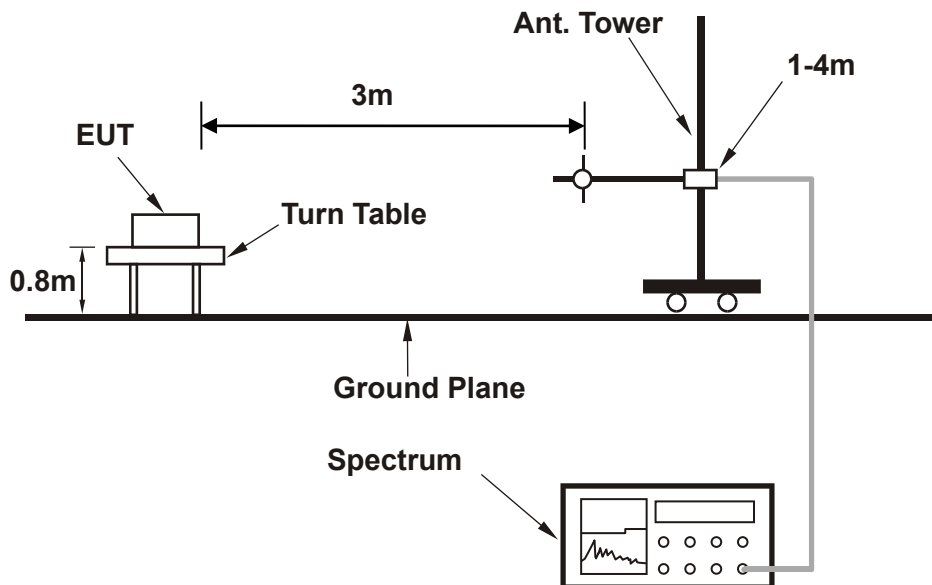 Ant. Tower
1-4m
3m
EUT
Turn Table
0.8m
Ground Plane
Spectrum